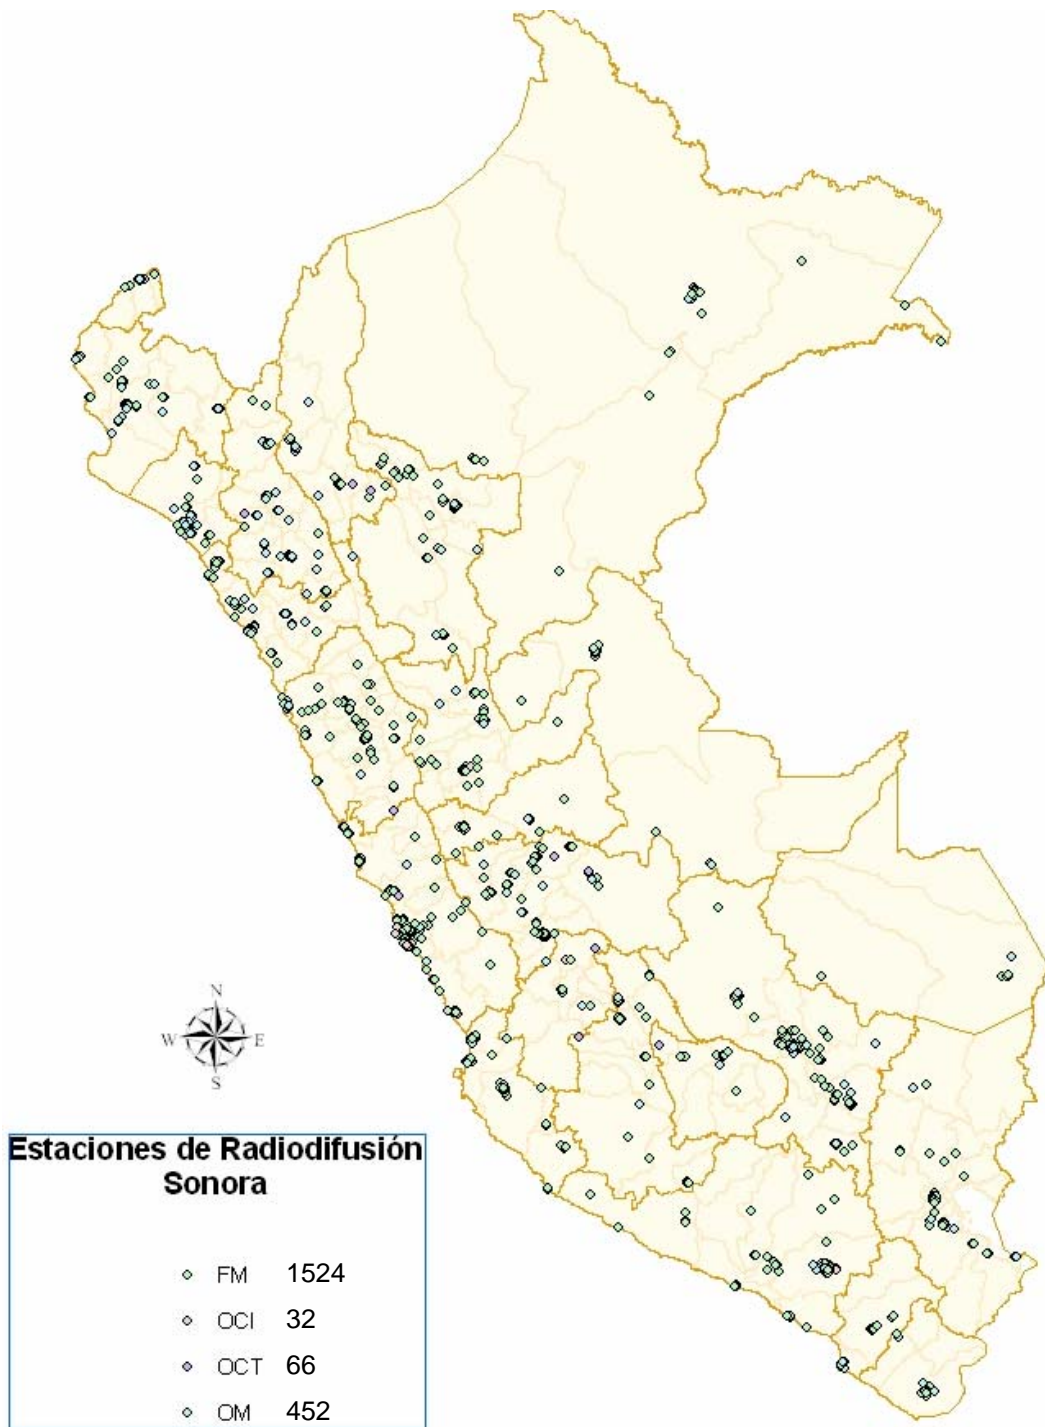 N
W E
S
Estaciones de Radiodifusión
Sonora
FM 1524
OCI 32
OCT 66
OM 452